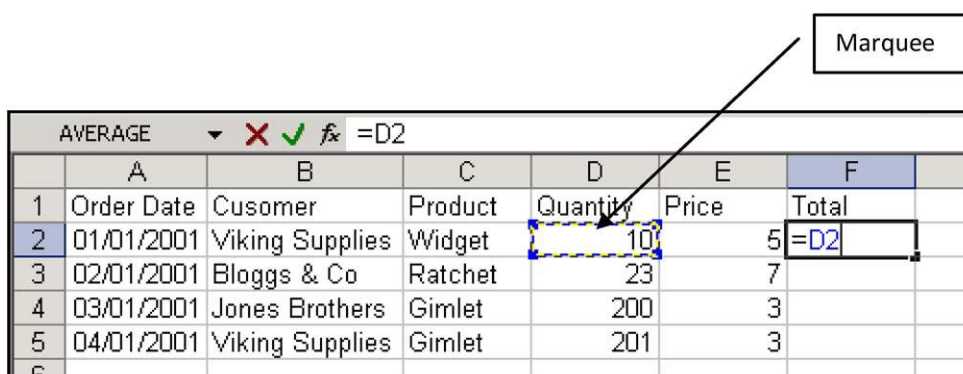 Marquee
AVERAGE fx =D2
A B C D E F
1 Order Date Cusomer Product Quantity Price Total
2 01/01/2001 Viking Supplies Widget 10 5 =D2
3 02/01/2001 Bloggs & Co Ratchet 23 7
4 03/01/2001 Jones Brothers Gimlet 200 3
5 04/01/2001 Viking Supplies Gimlet 201 3